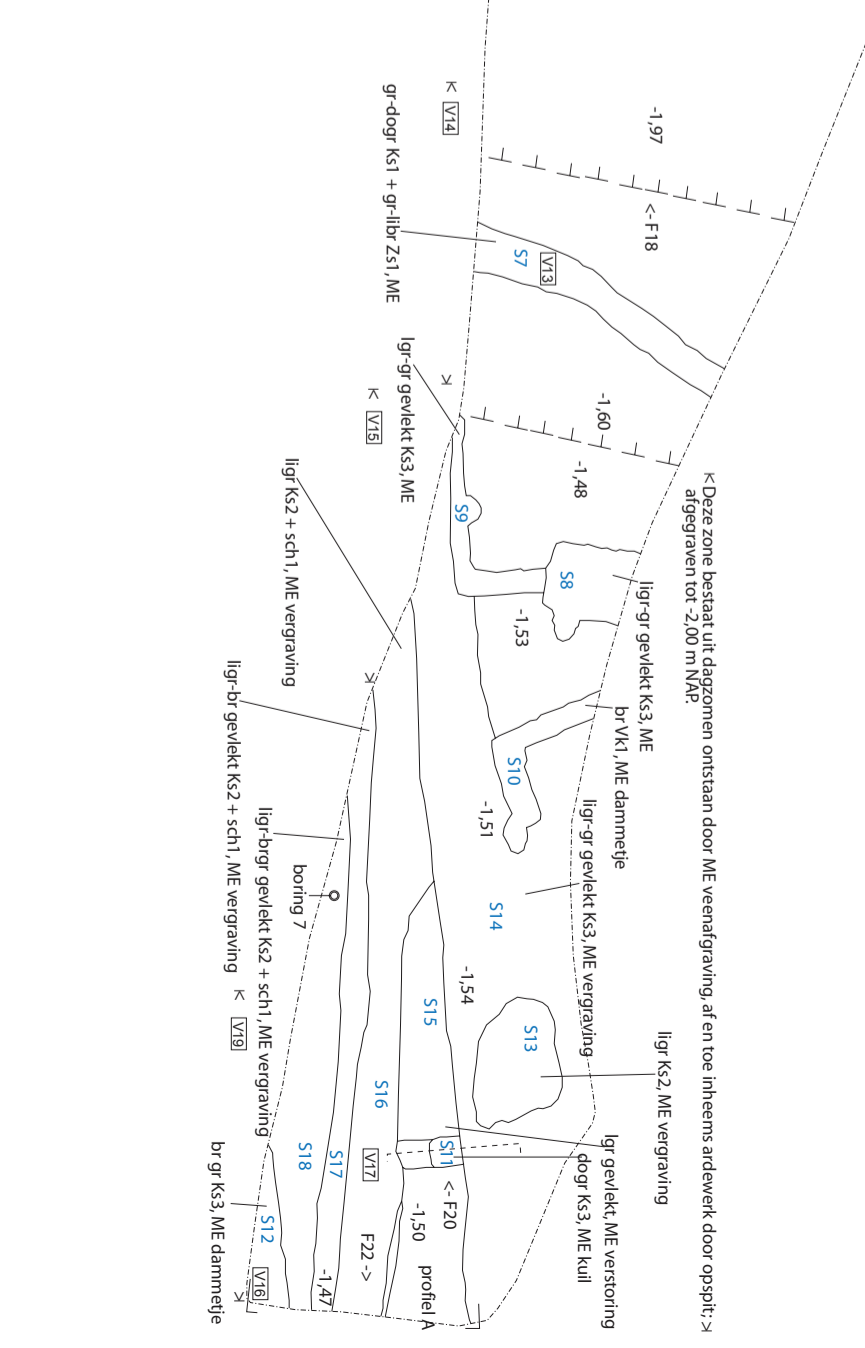 -1,97
<- F18
K V14
gr-dogr Ks1 + gr-libr Zs1, ME
S7
V13
-1,60
-1,48
lgr-gr gevlekt Ks3, ME
K V15
S9
S8
ligr-gr gevlekt Ks3, ME
K Deze zone bestaat uit dagzomen ontstaan door ME veenafgraving, af en toe inheems ardewerk door opspit;
afgegraven tot -2,00 m NAP.
-1,53
ligr Ks2 + sch1, ME vergraving
br Vk1, ME dammetje
S10
-1,51
ligr-gr gevlekt Ks3, ME vergraving
S14
ligr-br gevlekt Ks2 + sch1, ME vergraving
ligr-brgr gevlekt Ks2 + sch1, ME vergraving
boring 7
-1,54
S13
ligr Ks2, ME vergraving
S15
S16
K V19
S18
S17
V17
S11
<- F20
lgr gevlekt, ME verstoring
dogr Ks3, ME kuil
br gr Ks3, ME dammetje
S12
V16
-1,47
F22 ->
-1,50
profiel A